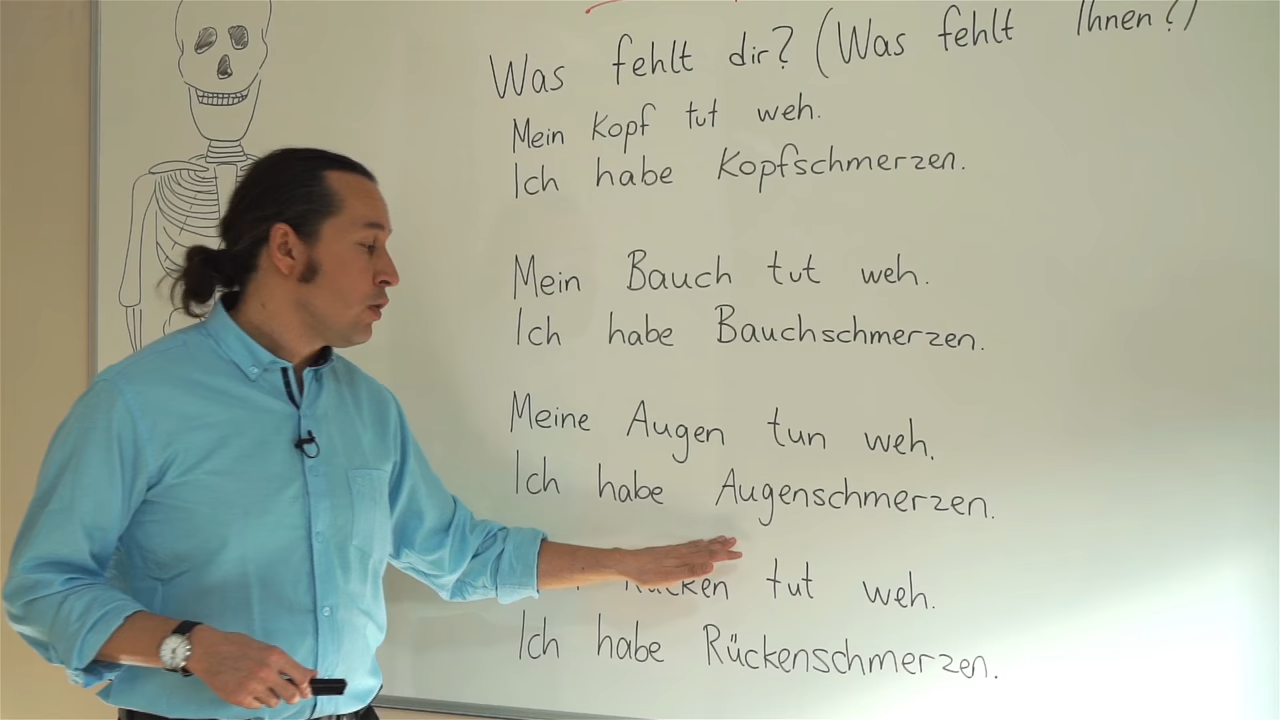 Was fehlt dir? (Was fehlt Ihnen?)
Mein Kopf tut weh.
Ich habe Kopfschmerzen.
Mein Bauch tut weh.
Ich habe Bauchschmerzen.
Meine Augen tun weh.
Ich habe Augenschmerzen.
Rücken tut weh.
Ich habe Rückenschmerzen.